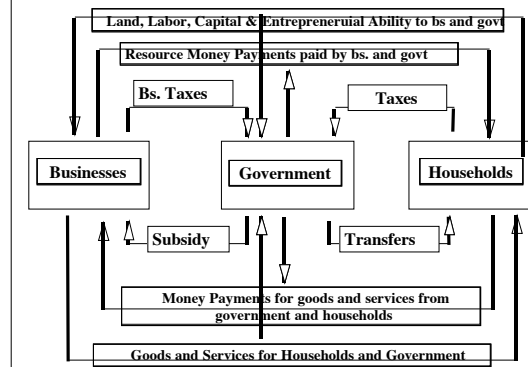 Land, Labor, Capital & Entrepreneruial Ability to bs and govt
Resource Money Payments paid by bs. and govt
Bs. Taxes
Taxes
Businesses
Government
Households
Subsidy
Transfers
Money Payments for goods and services from
government and households
Goods and Services for Households and Government